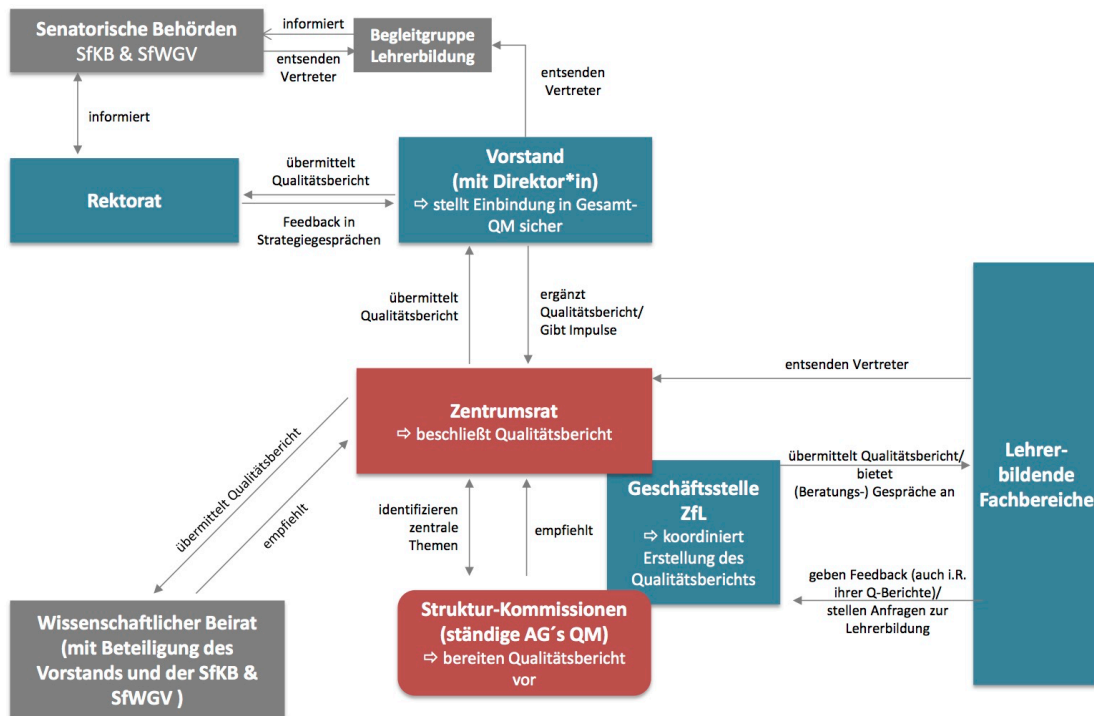 Senatorische Behörden
SfKB & SfWGV
informiert
entsenden
Vertreter
Begleitgruppe
Lehrerbildung
entsenden
Vertreter
informiert
Rektorat
übermittelt
Qualitätsbericht
Feedback in
Strategiegesprächen
Vorstand
(mit Direktor*in)
⇨ stellt Einbindung in Gesamt-
QM sicher
übermittelt
Qualitätsbericht
ergänzt
Qualitätsbericht/
Gibt Impulse
Zentrumsrat
⇨ beschließt Qualitätsbericht
entsenden Vertreter
Lehrer-
bildende
Fachbereiche
übermittelt Qualitätsbericht/
bietet
(Beratungs-) Gespräche an
Geschäftsstelle
ZfL
⇨ koordiniert
Erstellung des
Qualitätsberichts
geben Feedback (auch i.R.
ihrer Q-Berichte)/
stellen Anfragen zur
Lehrerbildung
übermittelt Qualitätsbericht
empfiehlt
identifizieren
zentrale
Themen
empfiehlt
Struktur-Kommissionen
(ständige AG´s QM)
⇨ bereiten Qualitätsbericht
vor
Wissenschaftlicher Beirat
(mit Beteiligung des
Vorstands und der SfKB &
SfWGV )